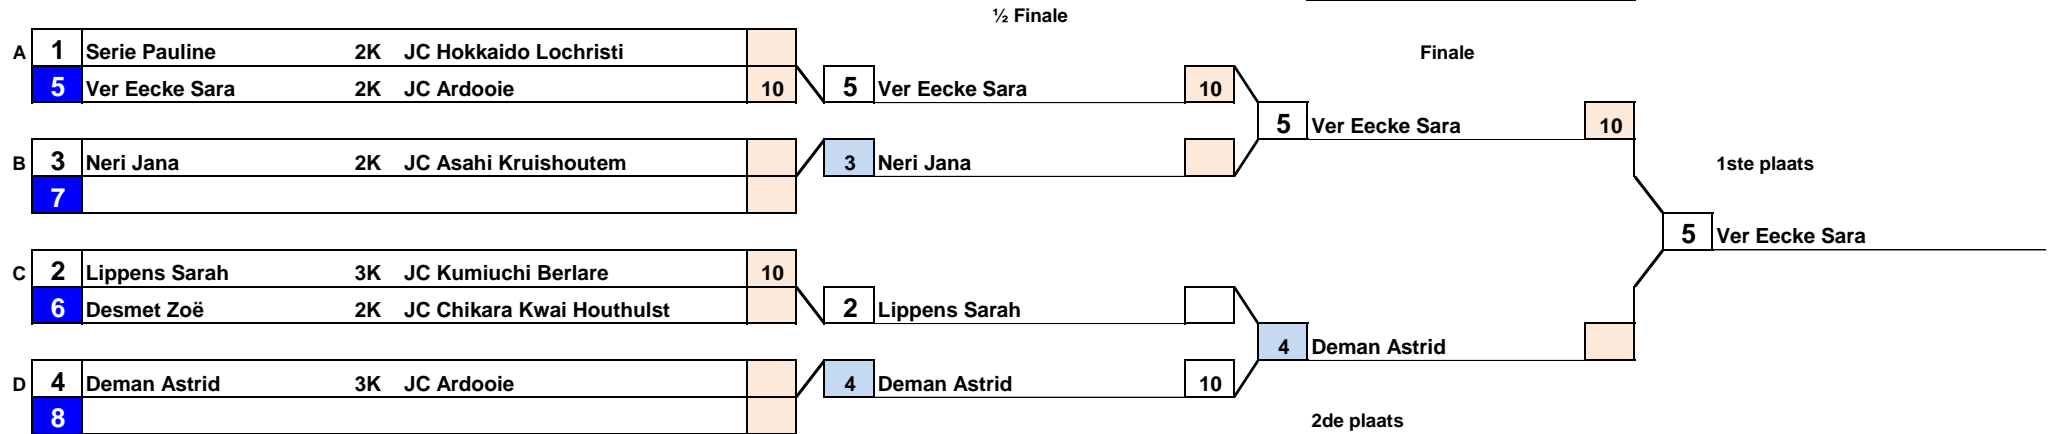 ½ Finale
A 1 Serie Pauline 2K JC Hokkaido Lochristi
Finale
5 Ver Eecke Sara 2K JC Ardooie 10 5 Ver Eecke Sara 10
5 Ver Eecke Sara 10
B 3 Neri Jana 2K JC Asahi Kruishoutem 3 Neri Jana 1ste plaats
7
5 Ver Eecke Sara
C 2 Lippens Sarah 3K JC Kumiuchi Berlare 10
6 Desmet Zoë 2K JC Chikara Kwai Houthulst 2 Lippens Sarah
4 Deman Astrid
D 4 Deman Astrid 3K JC Ardooie 4 Deman Astrid 10
8 2de plaats